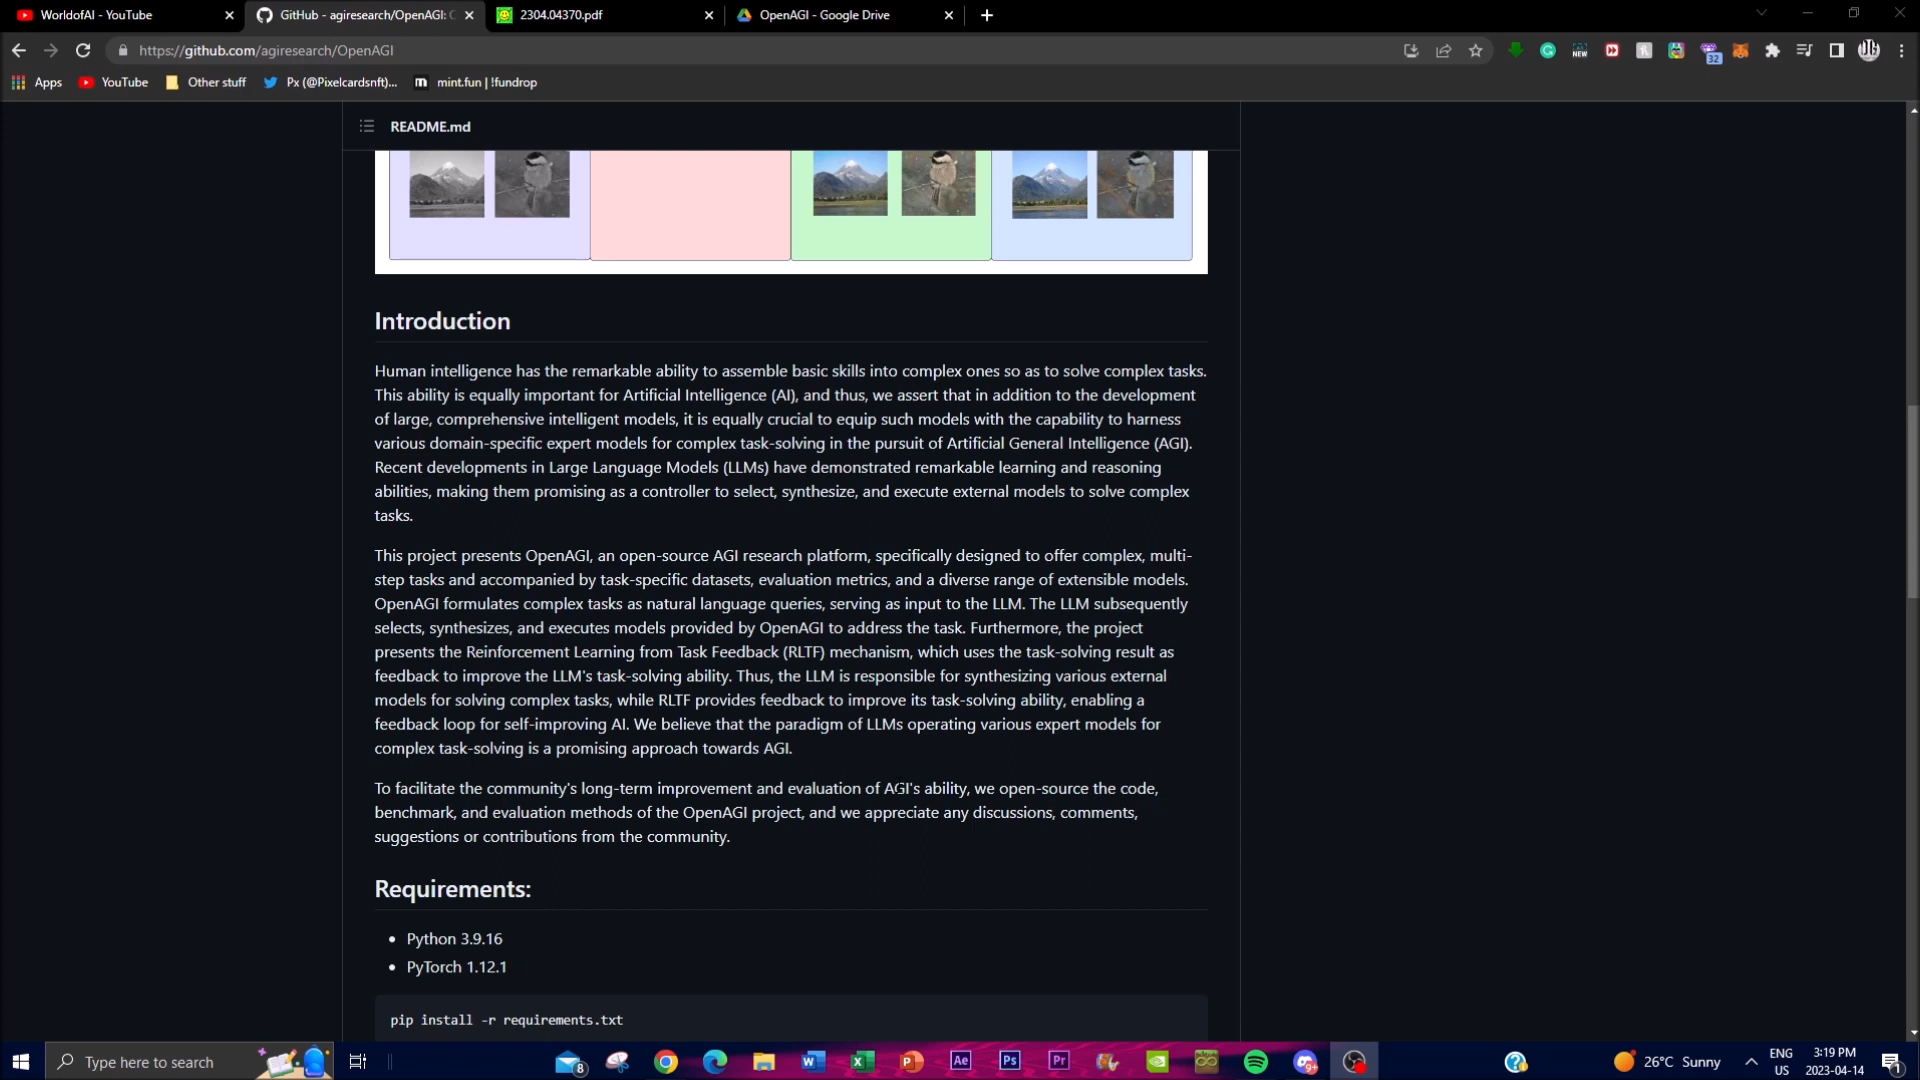 WorldofAI - YouTube
GitHub - agiresearch/OpenAGI: C
2304.04370.pdf
OpenAGI - Google Drive
https://github.com/agiresearch/OpenAGI
NEW
32
Apps
YouTube
Other stuff
Px (@Pixelcardsnft)...
m mint.fun | !fundrop
README.md
Introduction
Human intelligence has the remarkable ability to assemble basic skills into complex ones so as to solve complex tasks.
This ability is equally important for Artificial Intelligence (AI), and thus, we assert that in addition to the development
of large, comprehensive intelligent models, it is equally crucial to equip such models with the capability to harness
various domain-specific expert models for complex task-solving in the pursuit of Artificial General Intelligence (AGI).
Recent developments in Large Language Models (LLMs) have demonstrated remarkable learning and reasoning
abilities, making them promising as a controller to select, synthesize, and execute external models to solve complex
tasks.
This project presents OpenAGI, an open-source AGI research platform, specifically designed to offer complex, multi-
step tasks and accompanied by task-specific datasets, evaluation metrics, and a diverse range of extensible models.
OpenAGI formulates complex tasks as natural language queries, serving as input to the LLM. The LLM subsequently
selects, synthesizes, and executes models provided by OpenAGI to address the task. Furthermore, the project
presents the Reinforcement Learning from Task Feedback (RLTF) mechanism, which uses the task-solving result as
feedback to improve the LLM's task-solving ability. Thus, the LLM is responsible for synthesizing various external
models for solving complex tasks, while RLTF provides feedback to improve its task-solving ability, enabling a
feedback loop for self-improving AI. We believe that the paradigm of LLMs operating various expert models for
complex task-solving is a promising approach towards AGI.
To facilitate the community's long-term improvement and evaluation of AGI's ability, we open-source the code,
benchmark, and evaluation methods of the OpenAGI project, and we appreciate any discussions, comments,
suggestions or contributions from the community.
Requirements:
• Python 3.9.16
• PyTorch 1.12.1
pip install -r requirements.txt
Type here to search
8
W
X
P
Ae
Ps
Pr
9+
26°C Sunny
ENG
US
3:19 PM
2023-04-14
1